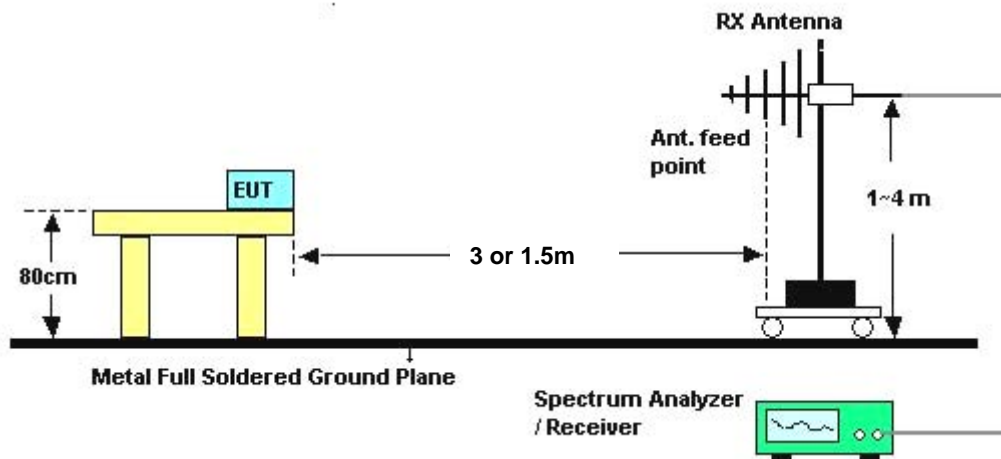 RX Antenna
Ant. feed
point
EUT
1~4 m
3 or 1.5m
80cm
Metal Full Soldered Ground Plane
Spectrum Analyzer
/ Receiver